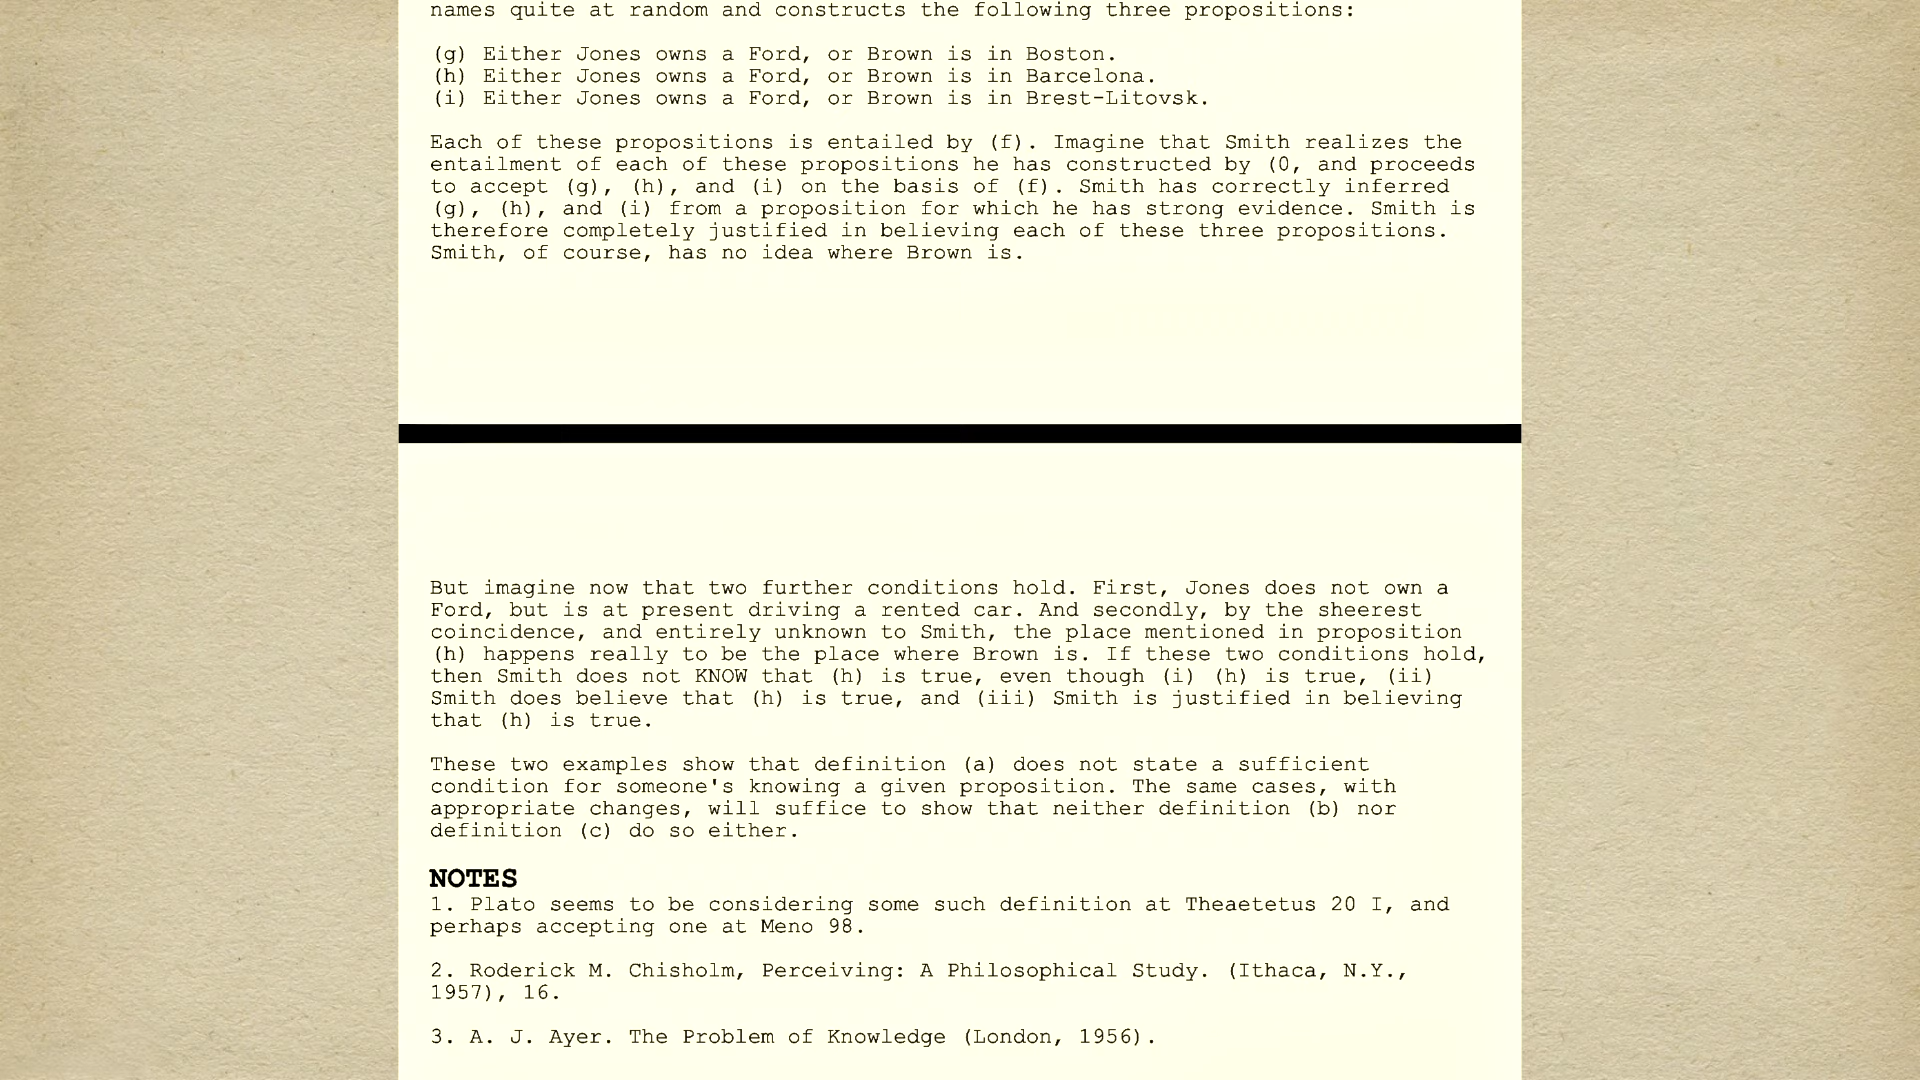 names quite at random and constructs the following three propositions:
(g) Either Jones owns a Ford, or Brown is in Boston.
(h) Either Jones owns a Ford, or Brown is in Barcelona.
(i) Either Jones owns a Ford, or Brown is in Brest-Litovsk.
Each of these propositions is entailed by (f). Imagine that Smith realizes the
entailment of each of these propositions he has constructed by (0, and proceeds
to accept (g), (h), and (i) on the basis of (f). Smith has correctly inferred
(g), (h), and (i) from a proposition for which he has strong evidence. Smith is
therefore completely justified in believing each of these three propositions.
Smith, of course, has no idea where Brown is.
But imagine now that two further conditions hold. First, Jones does not own a
Ford, but is at present driving a rented car. And secondly, by the sheerest
coincidence, and entirely unknown to Smith, the place mentioned in proposition
(h) happens really to be the place where Brown is. If these two conditions hold,
then Smith does not KNOW that (h) is true, even though (i) (h) is true, (ii)
Smith does believe that (h) is true, and (iii) Smith is justified in believing
that (h) is true.
These two examples show that definition (a) does not state a sufficient
condition for someone's knowing a given proposition. The same cases, with
appropriate changes, will suffice to show that neither definition (b) nor
definition (c) do so either.
NOTES
1. Plato seems to be considering some such definition at Theaetetus 20 I, and
perhaps accepting one at Meno 98.
2. Roderick M. Chisholm, Perceiving: A Philosophical Study. (Ithaca, N.Y.,
1957), 16.
3. A. J. Ayer. The Problem of Knowledge (London, 1956).